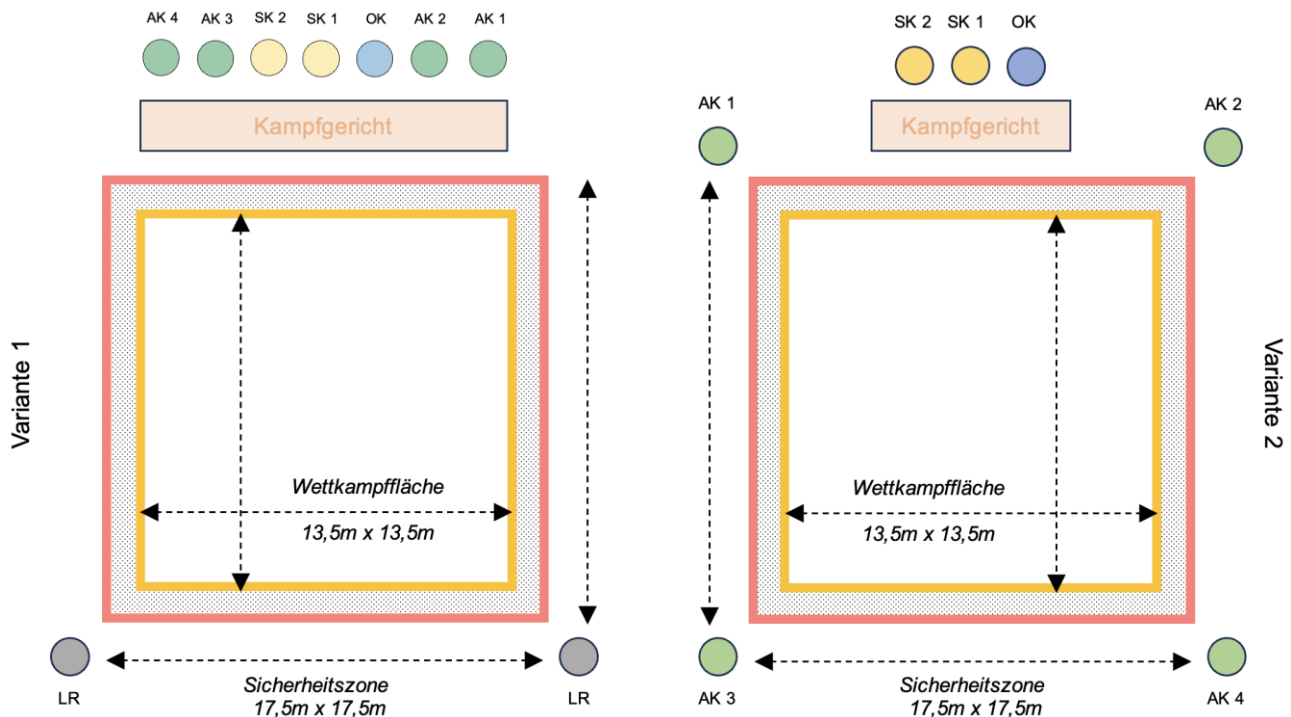 AK 4 AK 3 SK 2 SK 1 OK AK 2 AK 1
Kampfgericht
Variante 1
Wettkampffläche
13,5m x 13,5m
LR LR
Sicherheitszone
17,5m x 17,5m
SK 2 SK 1 OK
AK 1 AK 2
Kampfgericht
Variante 2
Wettkampffläche
13,5m x 13,5m
AK 3 AK 4
Sicherheitszone
17,5m x 17,5m